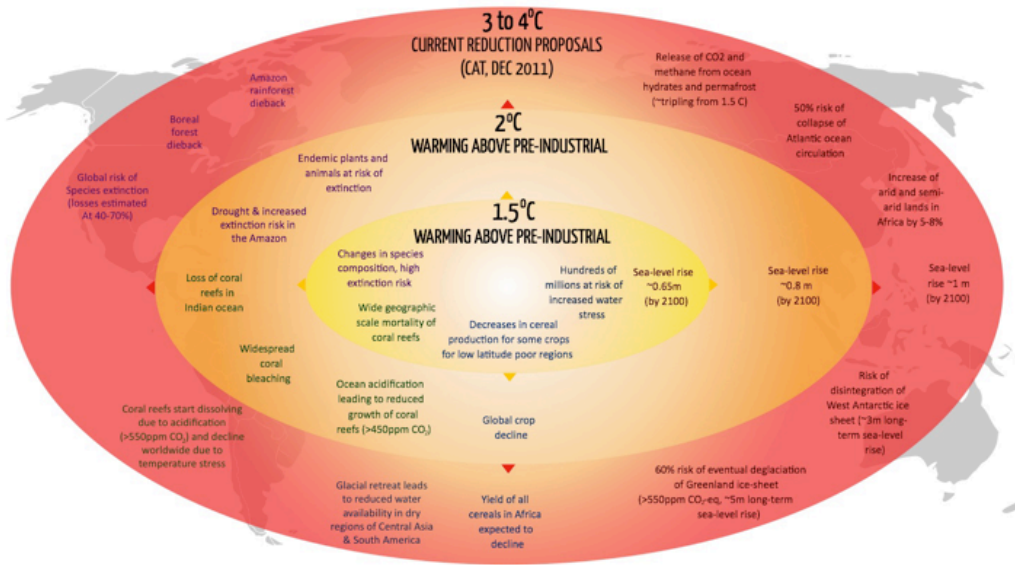 3 to 4⁰C
CURRENT REDUCTION PROPOSALS
(CAT, DEC 2011)
Amazon
rainforest
dieback
Release of CO2 and
methane from ocean
hydrates and permafrost
(~tripling from 1.5 C)
Boreal
forest
dieback
50% risk of
collapse of
Atlantic ocean
circulation
Global risk of
Species extinction
(losses estimated
At 40-70%)
Increase of
arid and semi-
arid lands in
Africa by 5-8%
2⁰C
WARMING ABOVE PRE-INDUSTRIAL
Endemic plants and
animals at risk of
extinction
Drought & increased
extinction risk in
the Amazon
1.5⁰C
WARMING ABOVE PRE-INDUSTRIAL
Changes in species
composition, high
extinction risk
Wide geographic
scale mortality of
coral reefs
Hundreds of
millions at risk of
increased water
stress
Sea-level rise
~0.65m
(by 2100)
Decreases in cereal
production for some crops
for low latitude poor regions
Sea-level rise
~0.8 m
(by 2100)
Sea-level
rise ~1 m
(by 2100)
Loss of coral
reefs in
Indian ocean
Widespread
coral
bleaching
Ocean acidification
leading to reduced
growth of coral
reefs (>450ppm CO₂)
Global crop
decline
Risk of
disintegration of
West Antarctic ice
sheet (~3m long-
term sea-level
rise)
Coral reefs start dissolving
due to acidification
(>550ppm CO₂) and decline
worldwide due to
temperature stress
Glacial retreat leads
to reduced water
availability in dry
regions of Central Asia
& South America
Yield of all
cereals in Africa
expected to
decline
60% risk of eventual deglaciation
of Greenland ice-sheet
(>550ppm CO₂-eq, ~5m long-term
sea-level rise)